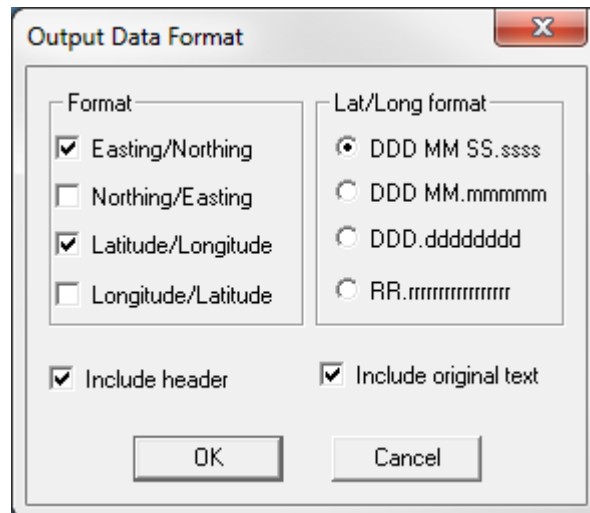 Output Data Format
Format
Easting/Northing
Northing/Easting
Latitude/Longitude
Longitude/Latitude
Lat/Long format
DDD MM SS.ssss
DDD MM.mmmmm
DDD.dddddddd
RR.rrrrrrrrrrrrrrrr
Include header
Include original text
OK
Cancel